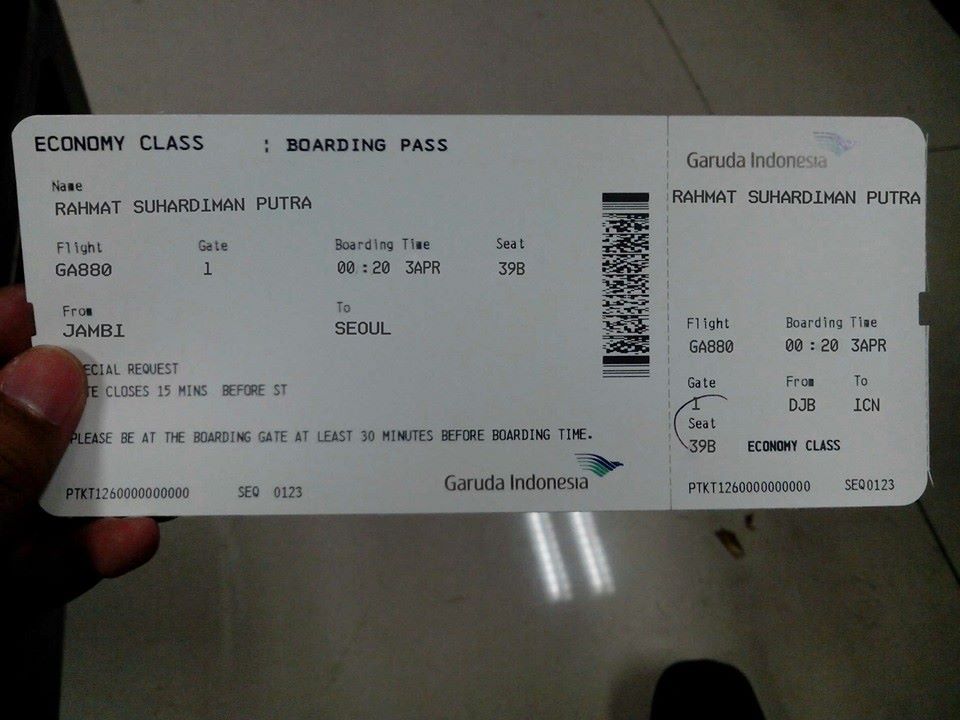 ECONOMY CLASS : BOARDING PASS
Name
RAHMAT SUHARDIMAN PUTRA
Flight Gate Boarding Time Seat
GA880 1 00:20 3APR 39B
From To
JAMBI SEOUL
ECIAL REQUEST
TE CLOSES 15 MINS BEFORE ST
PLEASE BE AT THE BOARDING GATE AT LEAST 30 MINUTES BEFORE BOARDING TIME.
Garuda Indonesia
PTKT1260000000000 SEQ 0123
Garuda Indonesia
RAHMAT SUHARDIMAN PUTRA
Flight Boarding Time
GA880 00:20 3APR
Gate From To
1 DJB ICN
Seat
39B ECONOMY CLASS
PTKT1260000000000 SEQ0123